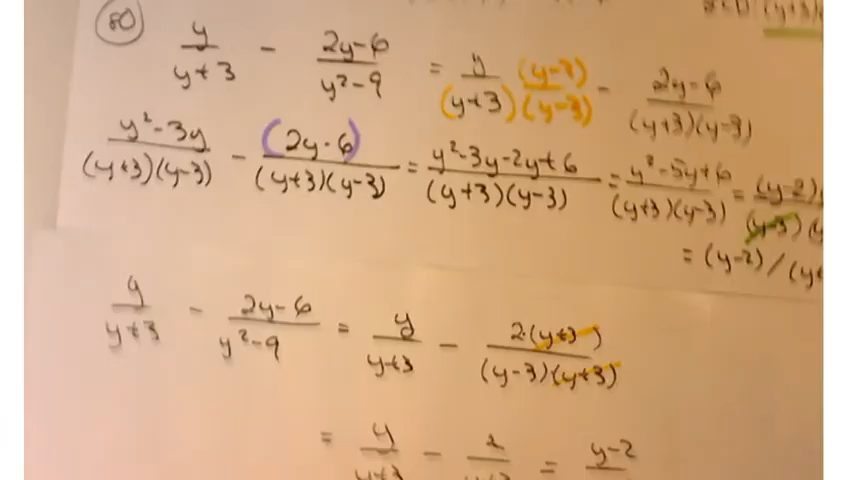 80 y/(y+3) - (2y-6)/(y²-9) = y/(y+3) (y-3)/(y-3) - (2y-6)/((y+3)(y-3))
(y²-3y)/((y+3)(y-3)) - (2y-6)/((y+3)(y-3)) = (y²-3y-2y+6)/((y+3)(y-3)) = (y²-5y+6)/((y+3)(y-3)) = (y-2)/(y-3)
= (y-2)/(y+
y/(y+3) - (2y-6)/(y²-9) = y/(y+3) - 2·(y+3)/((y-3)(y+3))
= y/(y+3) - 2/ = y-2